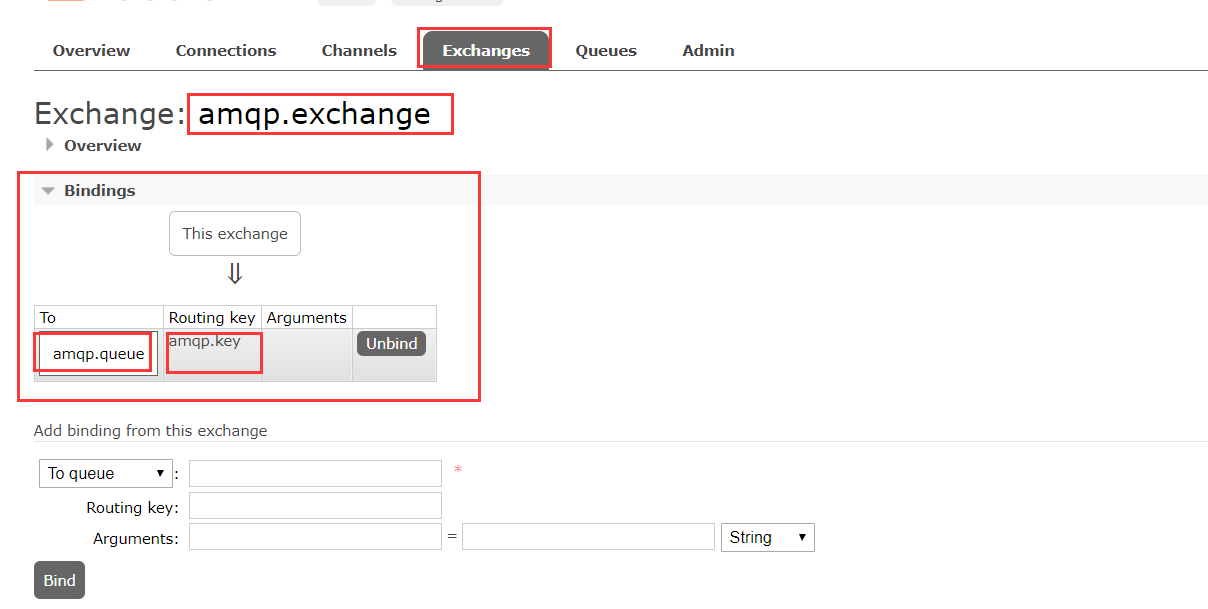 Overview Connections Channels Exchanges Queues Admin
Exchange: amqp.exchange
Overview
Bindings
This exchange
⇓
To Routing key Arguments
amqp.queue amqp.key Unbind
Add binding from this exchange
To queue : *
Routing key:
Arguments: = String
Bind